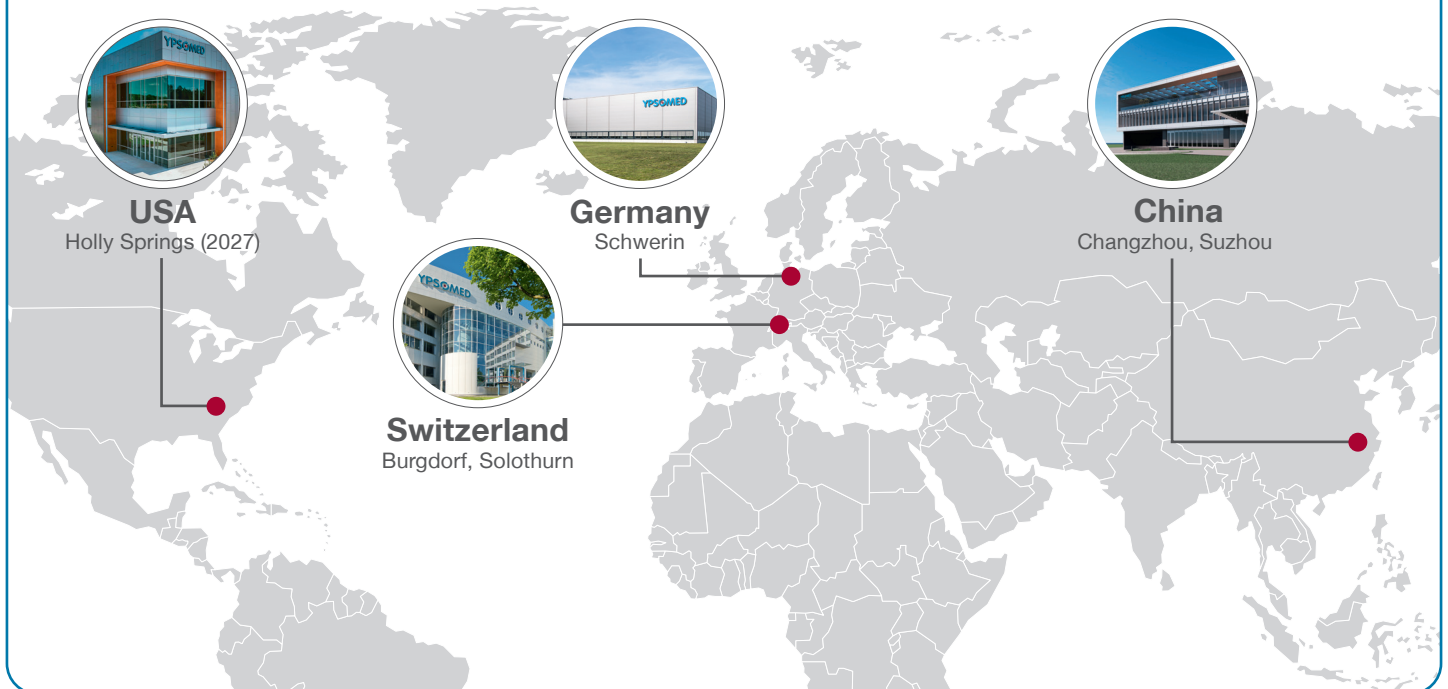 YPSOMED
USA
Holly Springs (2027)
YPSOMED
Germany
Schwerin
China
Changzhou, Suzhou
YPSOMED
Switzerland
Burgdorf, Solothurn